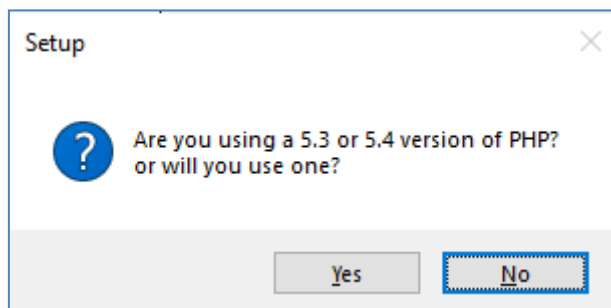 Setup
Are you using a 5.3 or 5.4 version of PHP?
or will you use one?
Yes
No